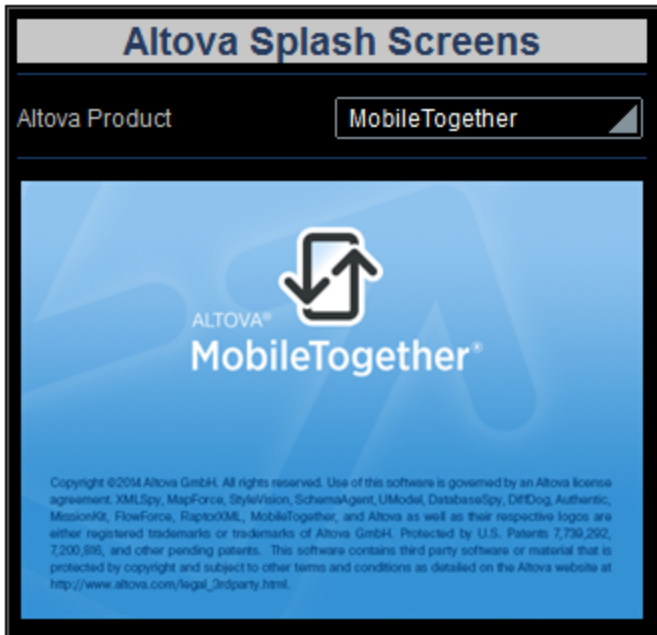 Altova Splash Screens
Altova Product
MobileTogether
ALTOVA®
MobileTogether®
Copyright ©2014 Altova GmbH. All rights reserved. Use of this software is governed by an Altova license
agreement. XMLSpy, MapForce, StyleVision, SchemaAgent, UModel, DatabaseSpy, DiffDog, Authentic,
MissionKit, FlowForce, RaptorXML, MobileTogether, and Altova as well as their respective logos are
either registered trademarks or trademarks of Altova GmbH. Protected by U.S. Patents 7,739,292,
7,200,816, and other pending patents. This software contains third party software or material that is
protected by copyright and subject to other terms and conditions as detailed on the Altova website at
http://www.altova.com/legal_3rdparty.html.